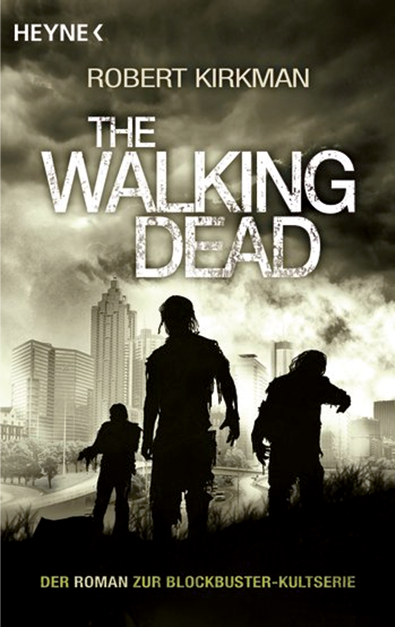 HEYNE <
ROBERT KIRKMAN
THE
WALKING
DEAD
DER ROMAN ZUR BLOCKBUSTER-KULTSERIE